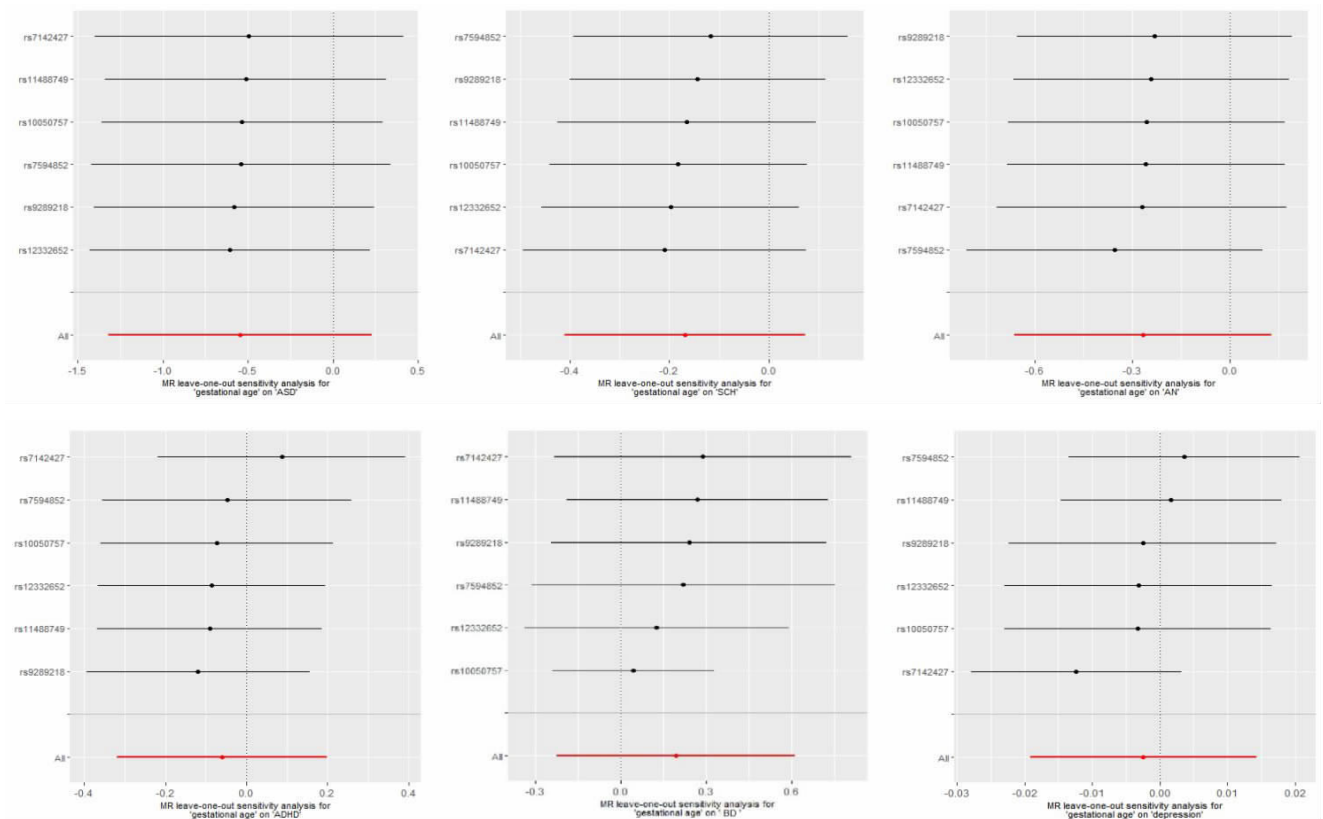 rs7142427
rs11488749
rs10050757
rs7594852
rs9289218
rs12332652
All
-1.5 -1.0 -0.5 0.0 0.5
MR leave-one-out sensitivity analysis for
'gestational age' on 'ASD'
rs7594852
rs9289218
rs11488749
rs10050757
rs12332652
rs7142427
All
-0.4 -0.2 0.0
MR leave-one-out sensitivity analysis for
'gestational age' on 'SCH'
rs9289218
rs12332652
rs10050757
rs11488749
rs7142427
rs7594852
All
-0.6 -0.3 0.0
MR leave-one-out sensitivity analysis for
'gestational age' on 'AN'
rs7142427
rs7594852
rs10050757
rs12332652
rs11488749
rs9289218
All
-0.4 -0.2 0.0 0.2 0.4
MR leave-one-out sensitivity analysis for
'gestational age' on 'ADHD'
rs7142427
rs11488749
rs9289218
rs7594852
rs12332652
rs10050757
All
-0.3 0.0 0.3 0.6
MR leave-one-out sensitivity analysis for
'gestational age' on ' BD '
rs7594852
rs11488749
rs9289218
rs12332652
rs10050757
rs7142427
All
-0.03 -0.02 -0.01 0.00 0.01 0.02
MR leave-one-out sensitivity analysis for
'gestational age' on 'depression'